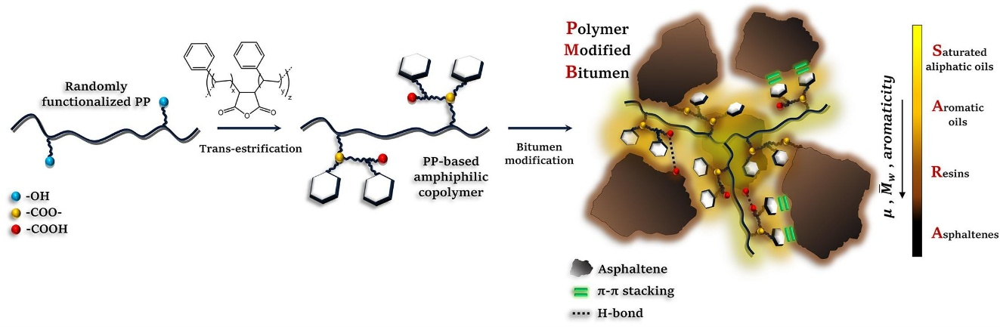 Randomly
functionalized PP
-OH
-COO-
-COOH
x
z
O
O
O
Trans-estrification
PP-based
amphiphilic
copolymer
Bitumen
modification
Polymer
Modified
Bitumen
Asphaltene
π-π stacking
H-bond
μ , M̅w , aromaticity
Saturated
aliphatic oils
Aromatic
oils
Resins
Asphaltenes